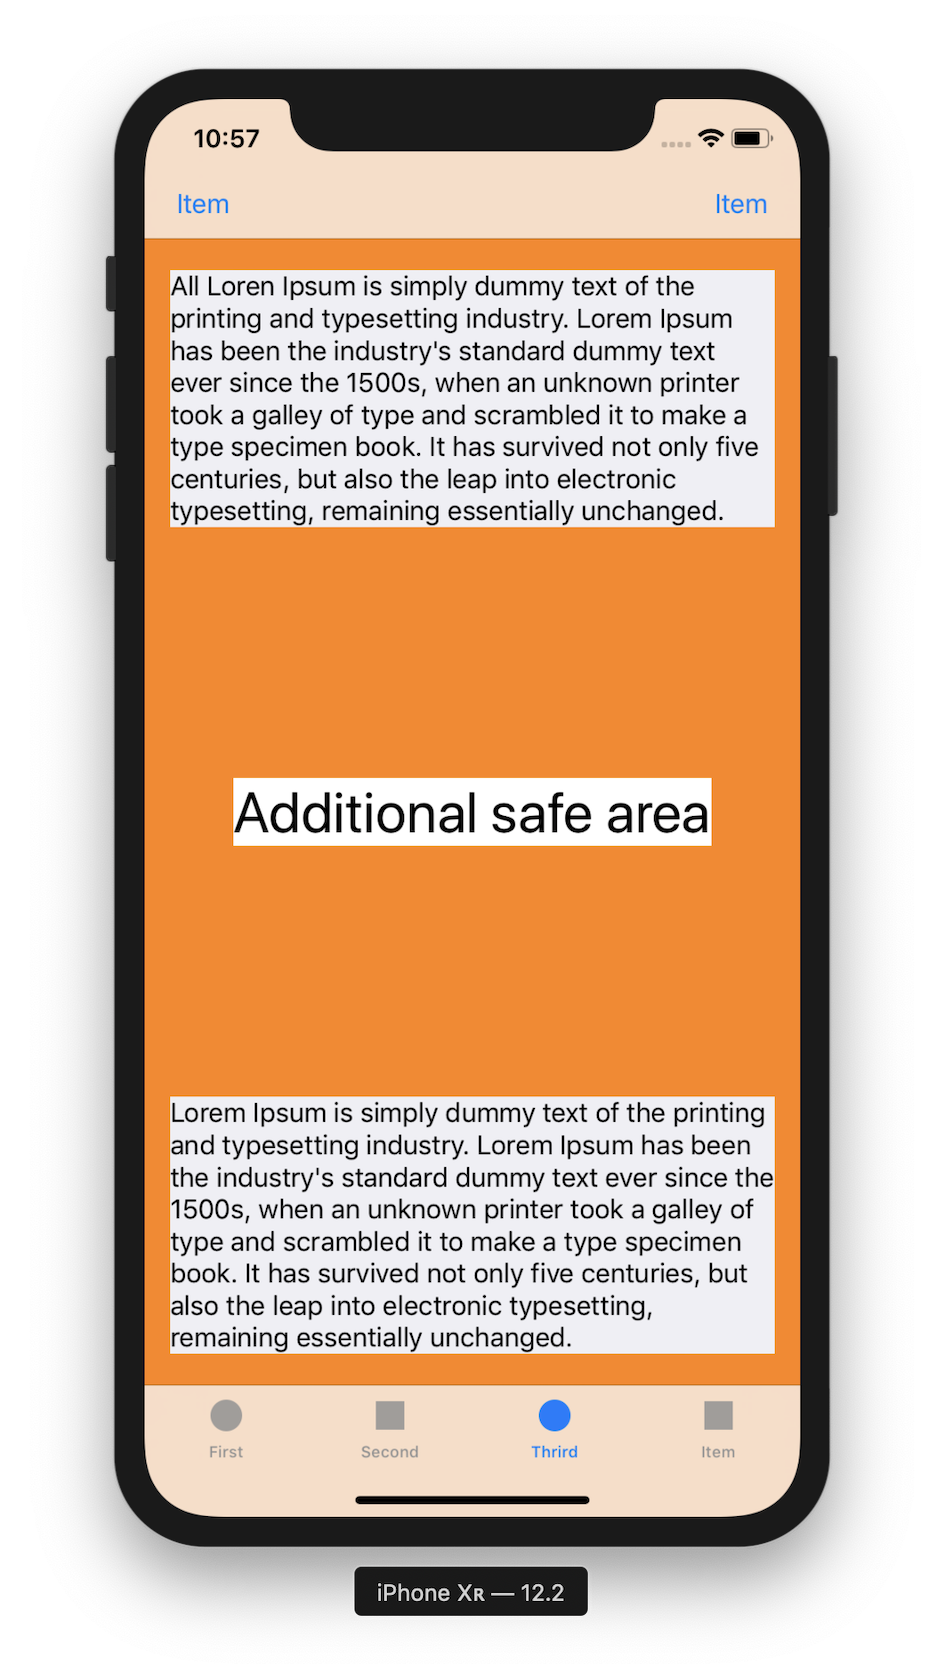 10:57
Item Item
All Loren Ipsum is simply dummy text of the
printing and typesetting industry. Lorem Ipsum
has been the industry's standard dummy text
ever since the 1500s, when an unknown printer
took a galley of type and scrambled it to make a
type specimen book. It has survived not only five
centuries, but also the leap into electronic
typesetting, remaining essentially unchanged.
Additional safe area
Lorem Ipsum is simply dummy text of the printing
and typesetting industry. Lorem Ipsum has been
the industry's standard dummy text ever since the
1500s, when an unknown printer took a galley of
type and scrambled it to make a type specimen
book. It has survived not only five centuries, but
also the leap into electronic typesetting,
remaining essentially unchanged.
First Second Thrird Item
iPhone Xʀ — 12.2